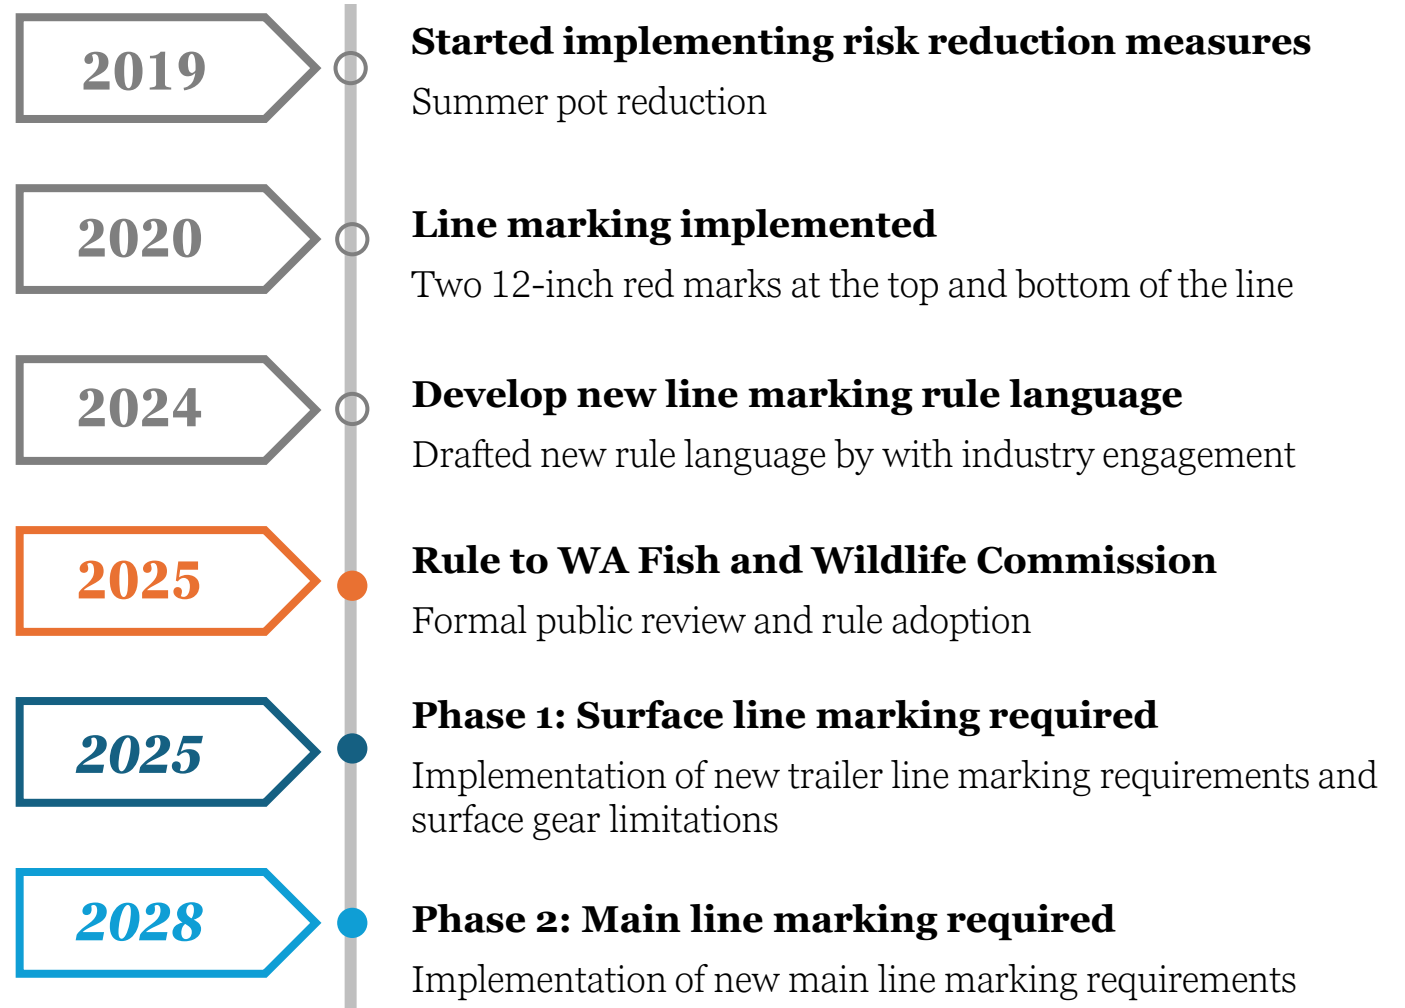 2019
Started implementing risk reduction measures
Summer pot reduction
2020
Line marking implemented
Two 12-inch red marks at the top and bottom of the line
2024
Develop new line marking rule language
Drafted new rule language by with industry engagement
2025
Rule to WA Fish and Wildlife Commission
Formal public review and rule adoption
2025
Phase 1: Surface line marking required
Implementation of new trailer line marking requirements and
surface gear limitations
2028
Phase 2: Main line marking required
Implementation of new main line marking requirements